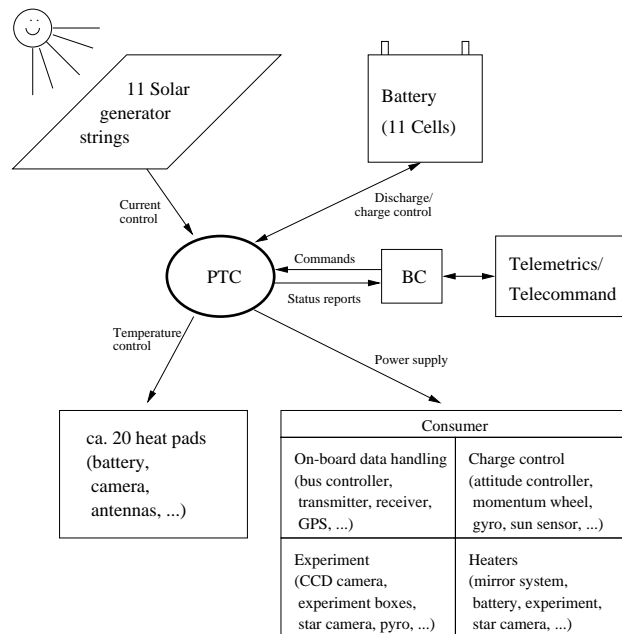 11 Solar
generator
strings
Battery
(11 Cells)
Current
control
Discharge/
charge control
PTC
Commands
Status reports
BC
Telemetrics/
Telecommand
Temperature
control
Power supply
ca. 20 heat pads
(battery,
camera,
antennas, ...)
Consumer
On-board data handling
(bus controller,
transmitter, receiver,
GPS, ...)
Charge control
(attitude controller,
momentum wheel,
gyro, sun sensor, ...)
Experiment
(CCD camera,
experiment boxes,
star camera, pyro, ...)
Heaters
(mirror system,
battery, experiment,
star camera, ...)